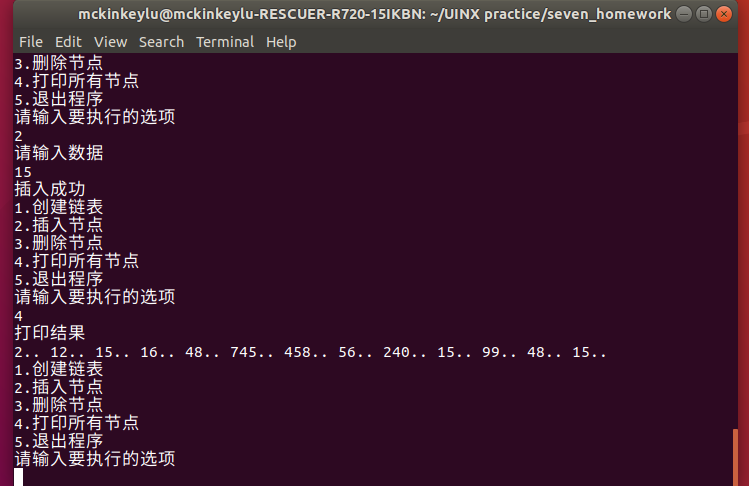 mckinkeylu@mckinkeylu-RESCUER-R720-15IKBN: ~/UINX practice/seven_homework
File Edit View Search Terminal Help
3.删除节点
4.打印所有节点
5.退出程序
请输入要执行的选项
2
请输入数据
15
插入成功
1.创建链表
2.插入节点
3.删除节点
4.打印所有节点
5.退出程序
请输入要执行的选项
4
打印结果
2.. 12.. 15.. 16.. 48.. 745.. 458.. 56.. 240.. 15.. 99.. 48.. 15..
1.创建链表
2.插入节点
3.删除节点
4.打印所有节点
5.退出程序
请输入要执行的选项